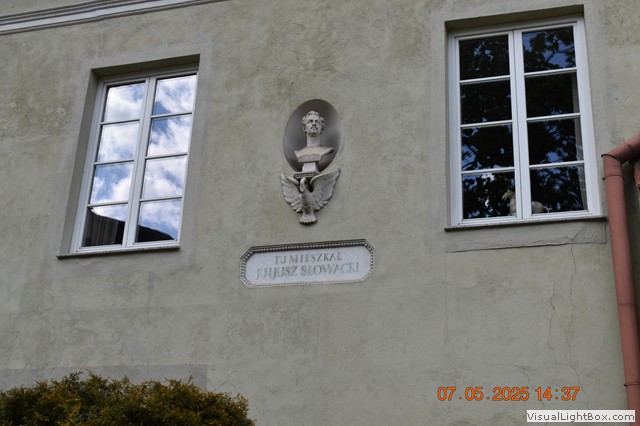 TU MIESZKAŁ
JULJUSZ SŁOWACKI
07.05.2025 14:37
VisualLightBox.com